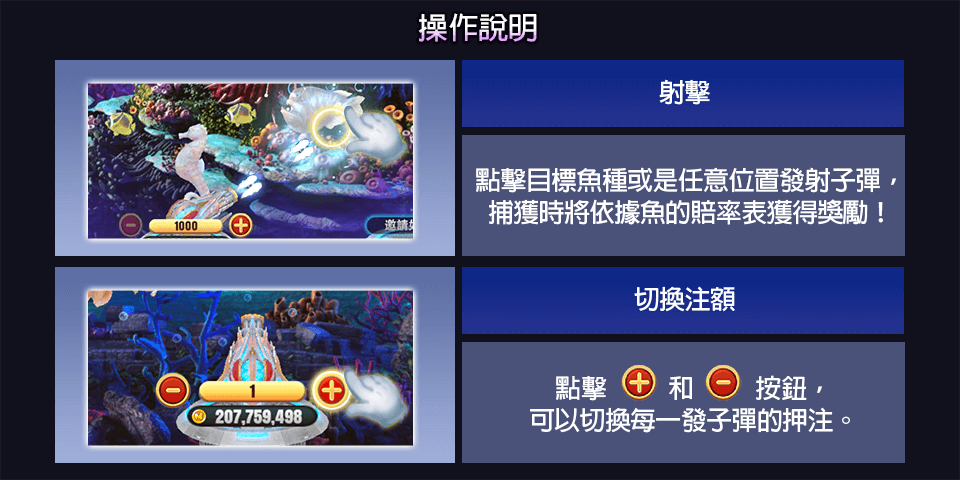 操作說明
射擊
點擊目標魚種或是任意位置發射子彈，
捕獲時將依據魚的賠率表獲得獎勵！
1000
邀請
切換注額
點擊 + 和 - 按鈕，
可以切換每一發子彈的押注。
- 1 +
207,759,498